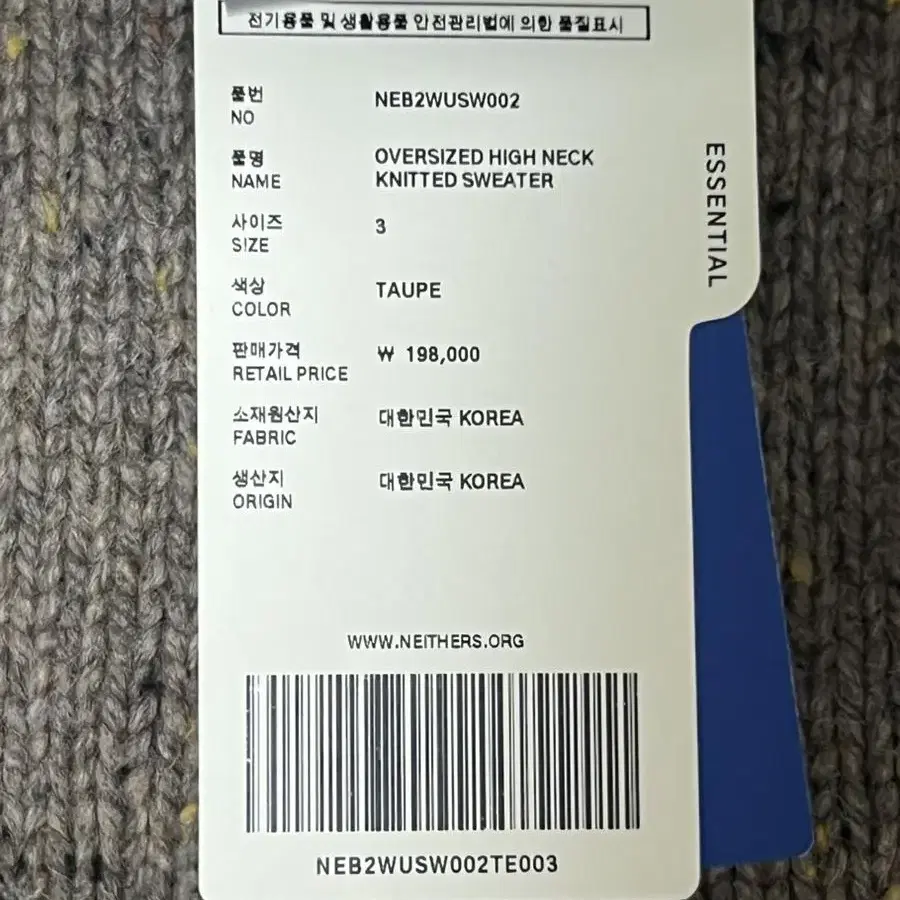 전기용품 및 생활용품 안전관리법에 의한 품질표시
품번
NO
NEB2WUSW002
품명
NAME
OVERSIZED HIGH NECK
KNITTED SWEATER
사이즈
SIZE
3
색상
COLOR
TAUPE
판매가격
RETAIL PRICE
₩ 198,000
소재원산지
FABRIC
대한민국 KOREA
생산지
ORIGIN
대한민국 KOREA
ESSENTIAL
WWW.NEITHERS.ORG
NEB2WUSW002TE003